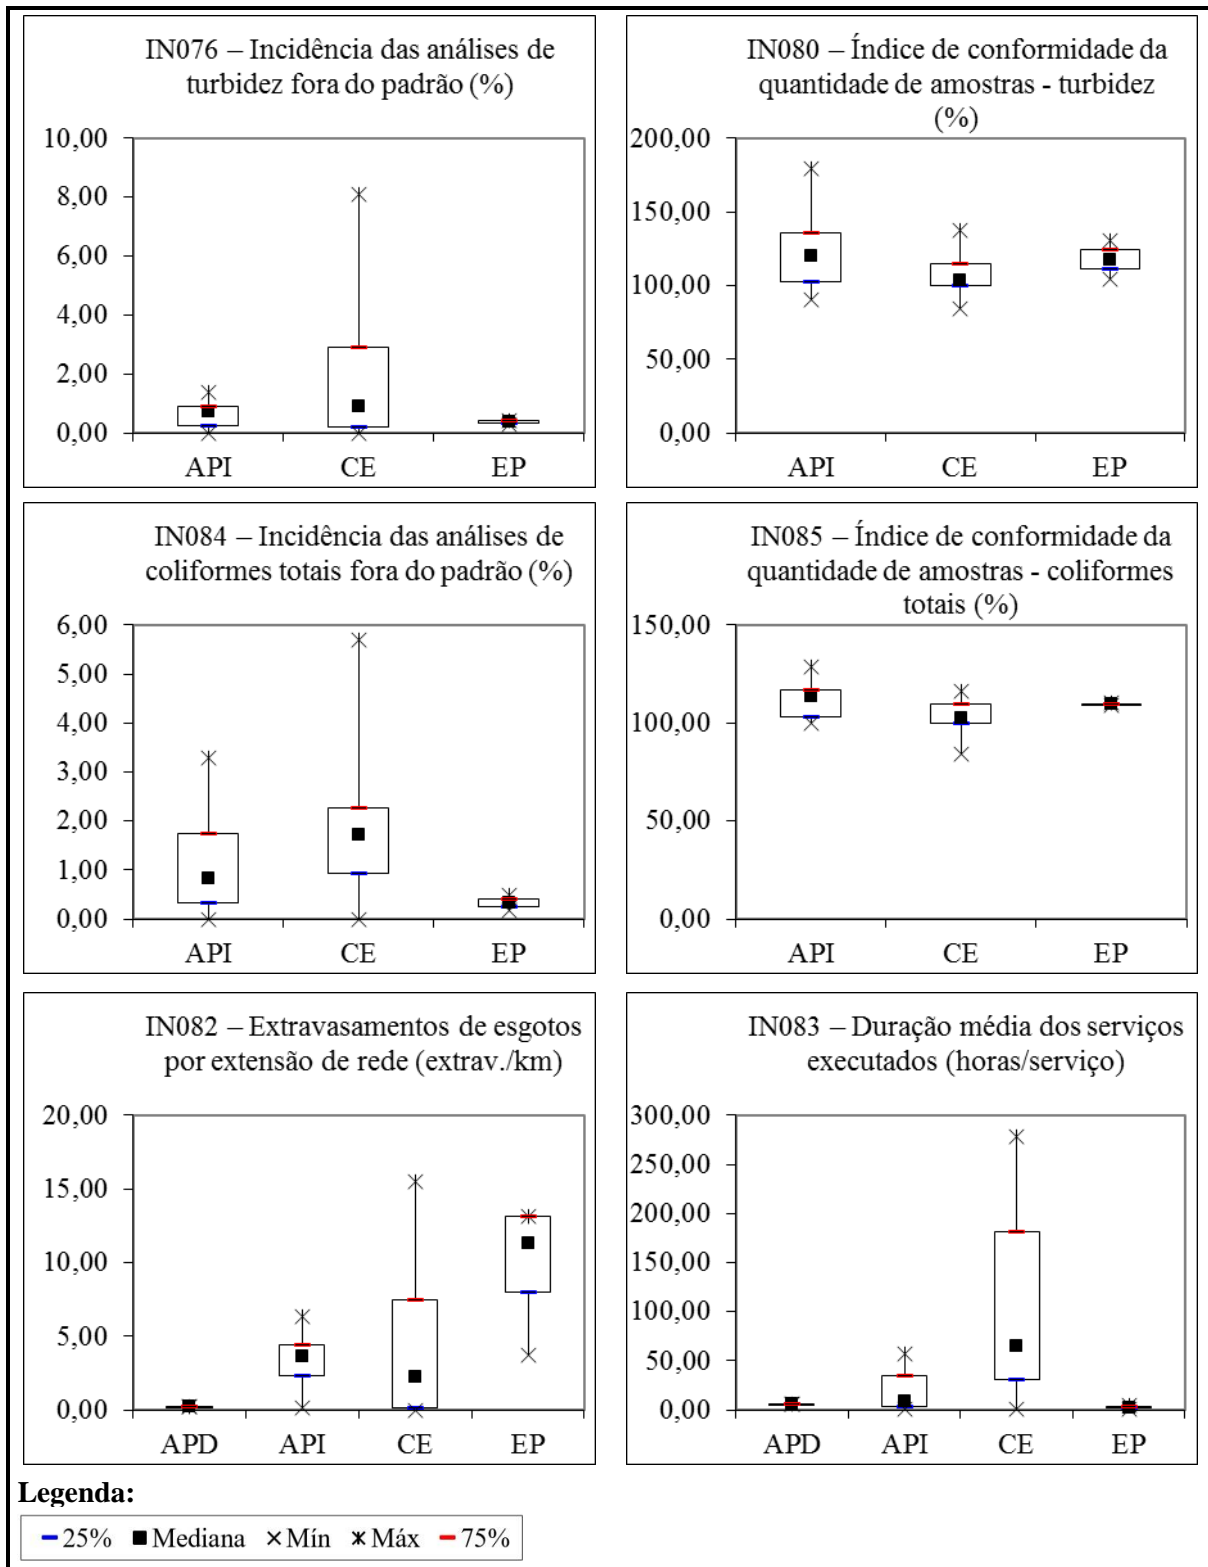 IN076 – Incidência das análises de
turbidez fora do padrão (%)
10,00
8,00
6,00
4,00
2,00
0,00
API CE EP
IN080 – Índice de conformidade da
quantidade de amostras - turbidez
(%)
200,00
150,00
100,00
50,00
0,00
API CE EP
IN084 – Incidência das análises de
coliformes totais fora do padrão (%)
6,00
5,00
4,00
3,00
2,00
1,00
0,00
API CE EP
IN085 – Índice de conformidade da
quantidade de amostras - coliformes
totais (%)
150,00
100,00
50,00
0,00
API CE EP
IN082 – Extravasamentos de esgotos
por extensão de rede (extrav./km)
20,00
15,00
10,00
5,00
0,00
APD API CE EP
IN083 – Duração média dos serviços
executados (horas/serviço)
300,00
250,00
200,00
150,00
100,00
50,00
0,00
APD API CE EP
Legenda:
25% Mediana Mín Máx 75%